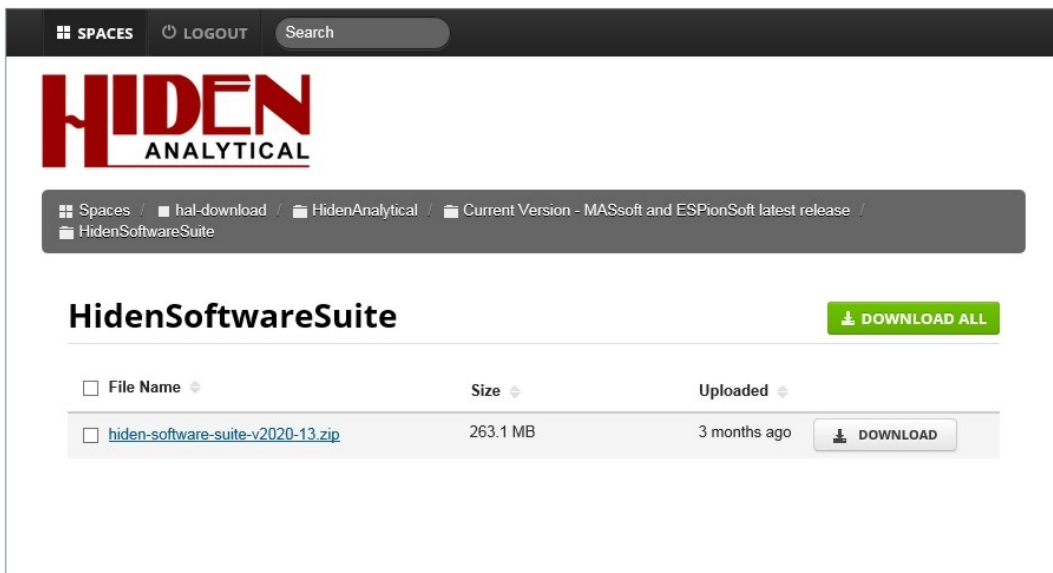 SPACES LOGOUT Search
HIDEN
ANALYTICAL
Spaces / hal-download / HidenAnalytical / Current Version - MASsoft and ESPionSoft latest release /
HidenSoftwareSuite
HidenSoftwareSuite
DOWNLOAD ALL
File Name Size Uploaded
hiden-software-suite-v2020-13.zip 263.1 MB 3 months ago DOWNLOAD